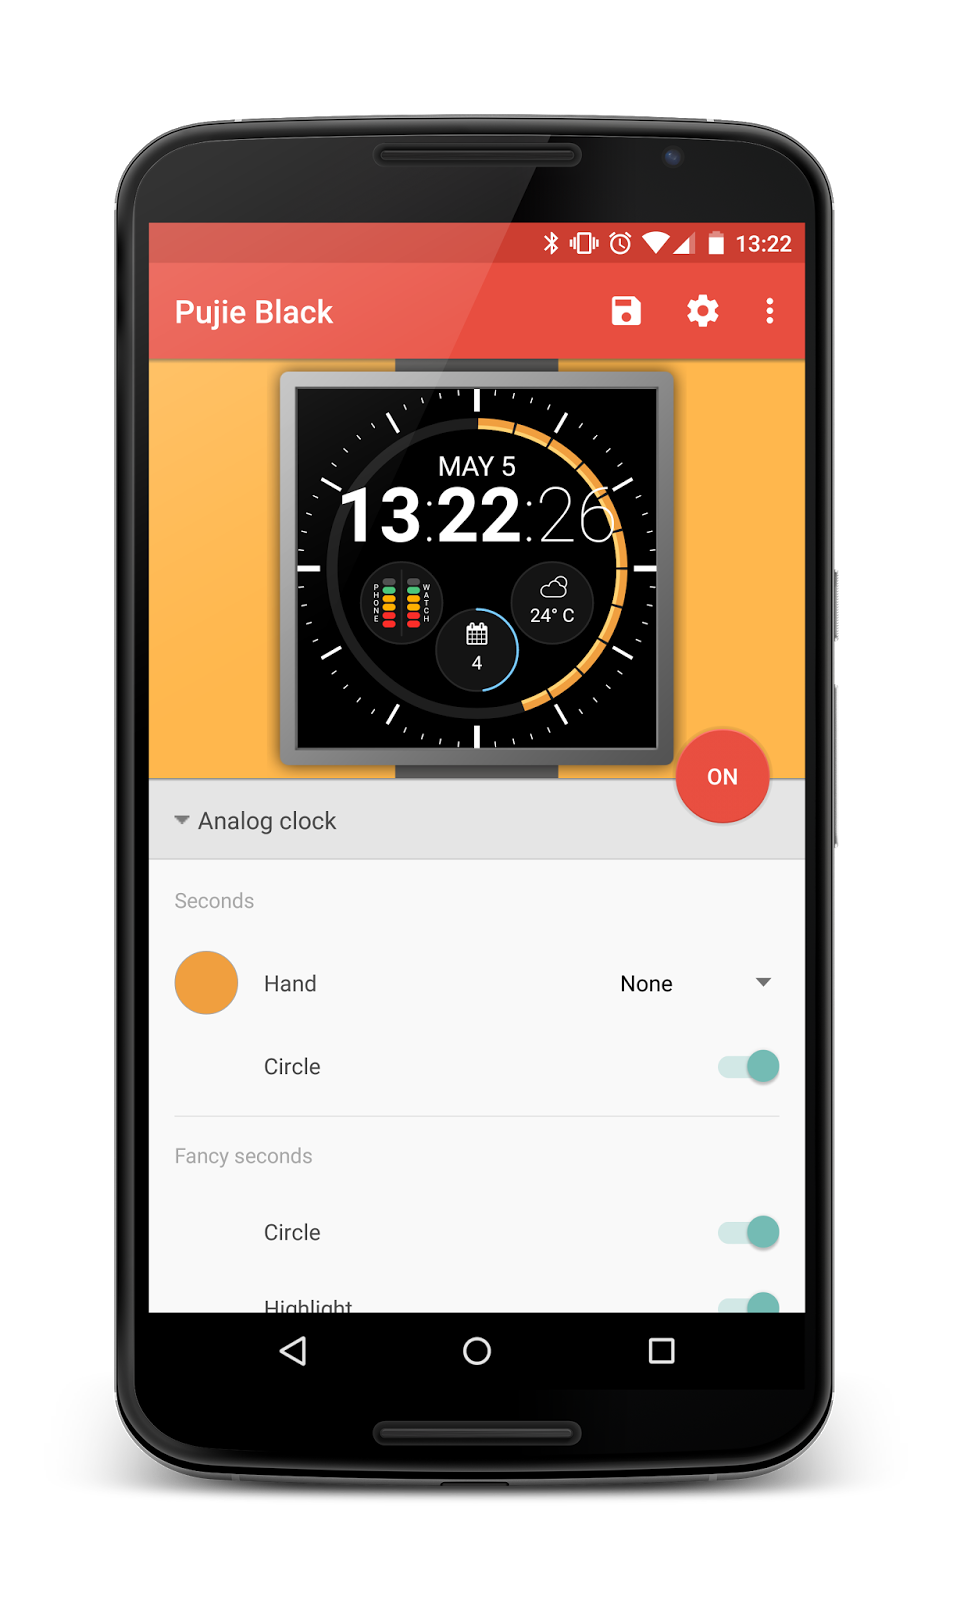 13:22
Pujie Black
MAY 5
13:22:26
PHONE
WATCH
24° C
4
ON
Analog clock
Seconds
Hand None
Circle
Fancy seconds
Circle
Highlight